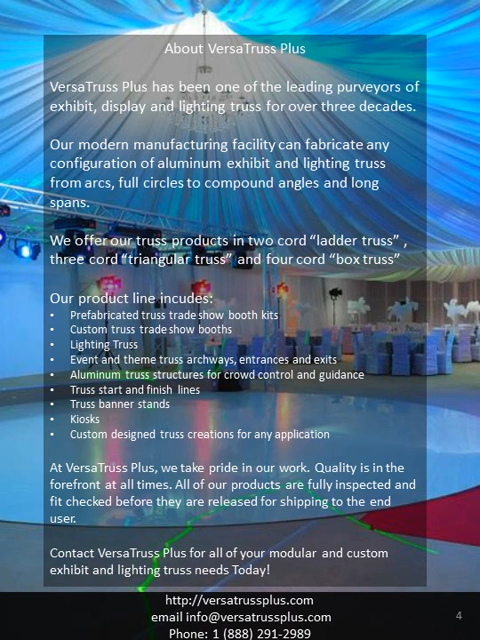 About VersaTruss Plus
VersaTruss Plus has been one of the leading purveyors of
exhibit, display and lighting truss for over three decades.
Our modern manufacturing facility can fabricate any
configuration of aluminum exhibit and lighting truss
from arcs, full circles to compound angles and long
spans.
We offer our truss products in two cord “ladder truss” ,
three cord “triangular truss” and four cord “box truss”
Our product line incudes:
• Prefabricated truss trade show booth kits
• Custom truss trade show booths
• Lighting Truss
• Event and theme truss archways, entrances and exits
• Aluminum truss structures for crowd control and guidance
• Truss start and finish lines
• Truss banner stands
• Kiosks
• Custom designed truss creations for any application
At VersaTruss Plus, we take pride in our work. Quality is in the
forefront at all times. All of our products are fully inspected and
fit checked before they are released for shipping to the end
user.
Contact VersaTruss Plus for all of your modular and custom
exhibit and lighting truss needs Today!
http://versatrussplus.com
email info@versatrussplus.com
Phone: 1 (888) 291-2989
4